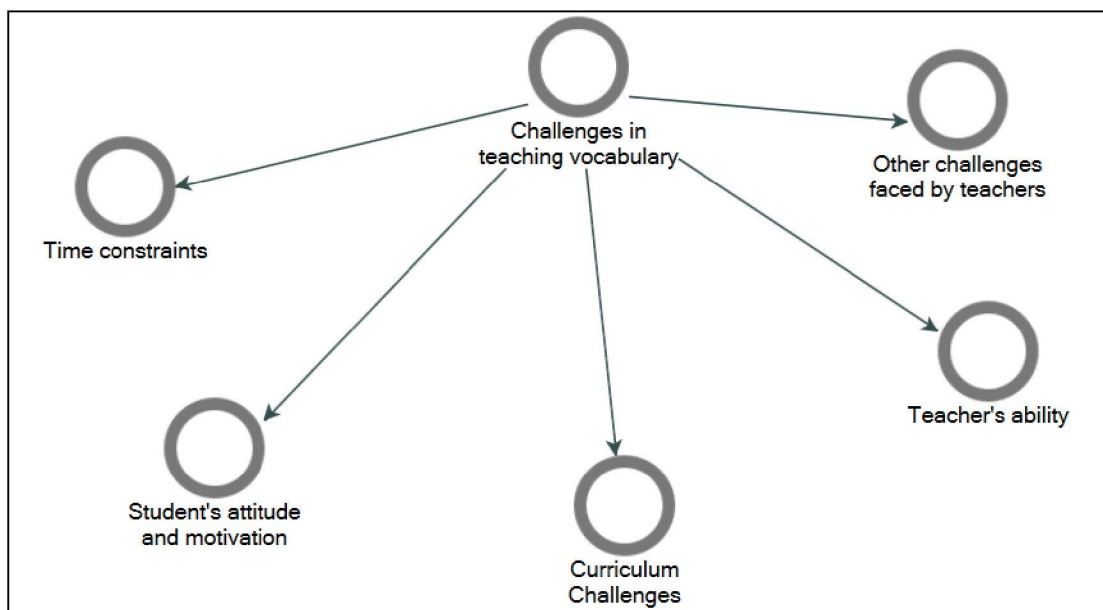 Challenges in
teaching vocabulary
Other challenges
faced by teachers
Time constraints
Teacher's ability
Student's attitude
and motivation
Curriculum
Challenges